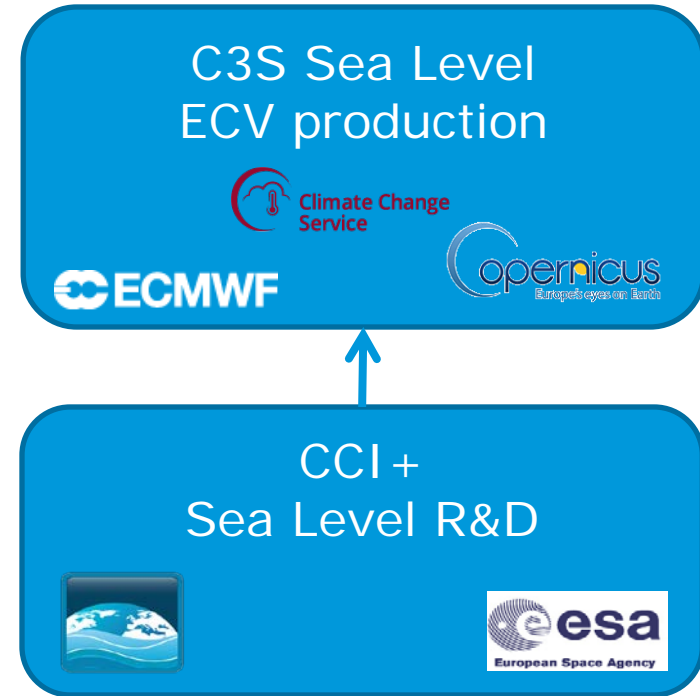 C3S Sea Level
ECV production
Climate Change
Service
ECMWF
opernicus
Europe's eyes on Earth
CCI+
Sea Level R&D
esa
European Space Agency